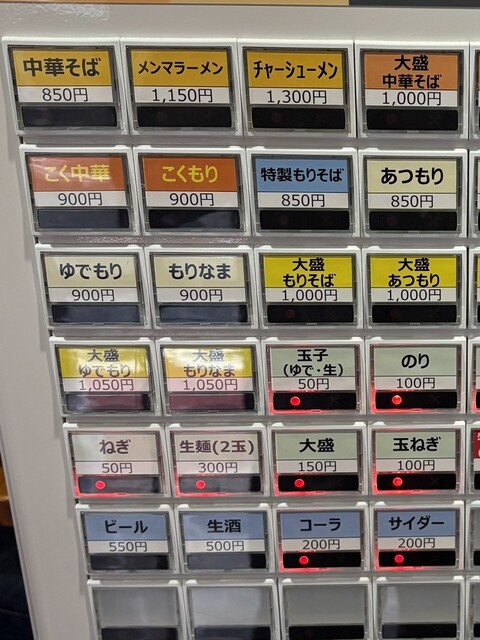 中華そば
850円
メンマラーメン
1,150円
チャーシューメン
1,300円
大盛
中華そば
1,000円
こく中華
900円
こくもり
900円
特製もりそば
850円
あつもり
850円
ゆでもり
900円
もりなま
900円
大盛
もりそば
1,000円
大盛
あつもり
1,000円
大盛
ゆでもり
1,050円
大盛
もりなま
1,050円
玉子
(ゆで・生)
50円
のり
100円
ねぎ
50円
生麺(2玉)
300円
大盛
150円
玉ねぎ
100円
ビール
550円
生酒
500円
コーラ
200円
サイダー
200円